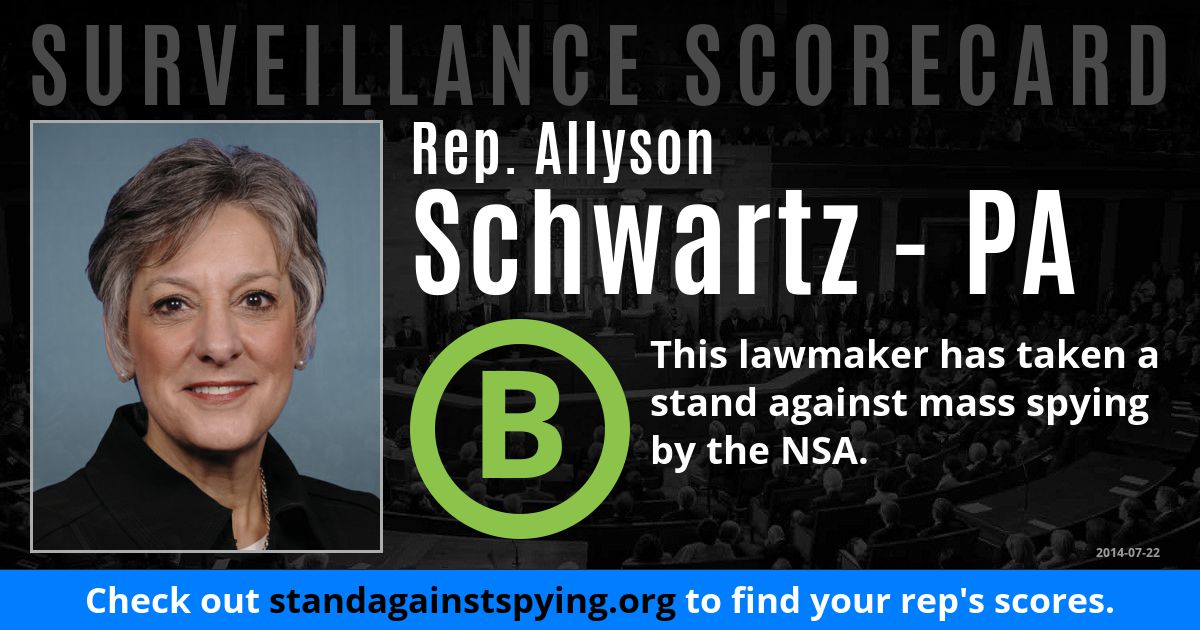 SURVEILLANCE SCORECARD
Rep. Allyson
Schwartz - PA
B
This lawmaker has taken a
stand against mass spying
by the NSA.
2014-07-22
Check out standagainstspying.org to find your rep's scores.